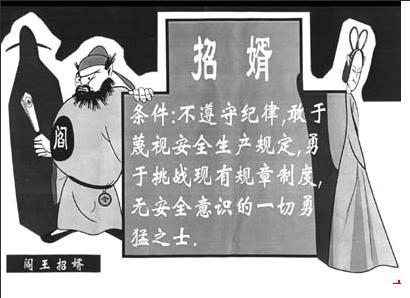 招婿
条件:不遵守纪律,敢于
蔑视安全生产规定,勇
于挑战现有规章制度,
无安全意识的一切勇
猛之士.
阎
阎王招婿